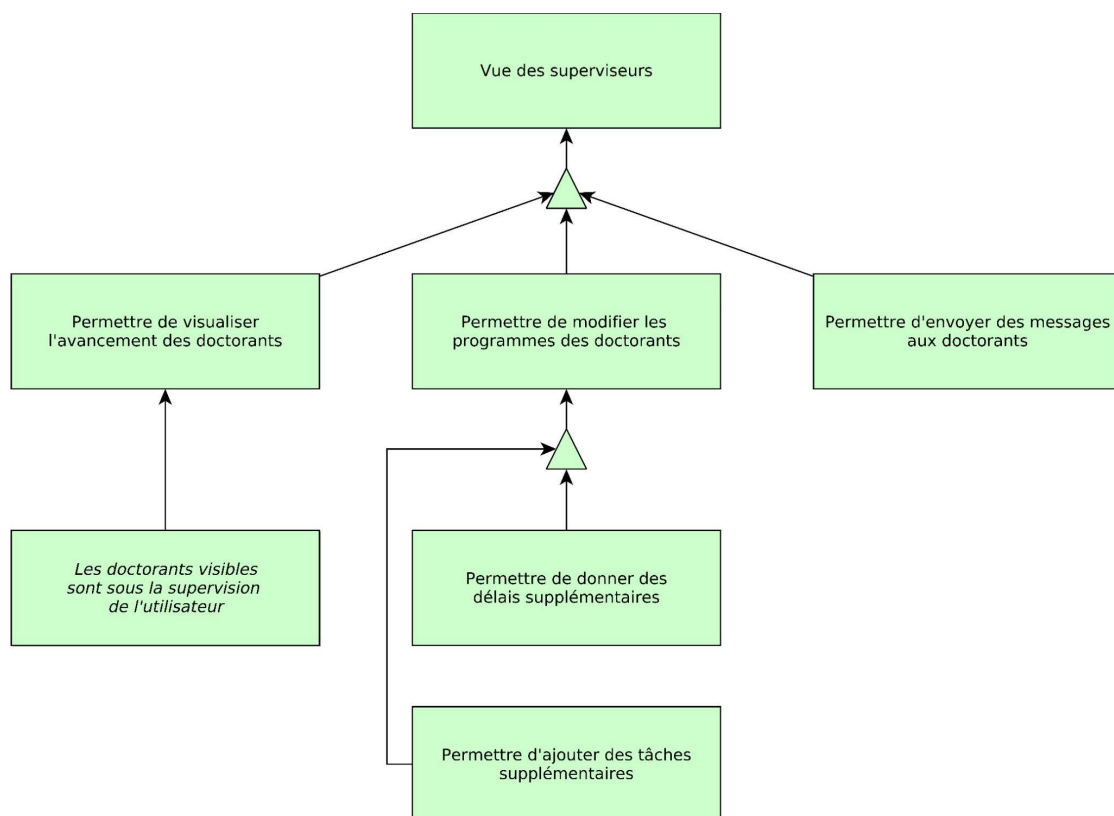 Vue des superviseurs
Permettre de visualiser
l'avancement des doctorants
Permettre de modifier les
programmes des doctorants
Permettre d'envoyer des messages
aux doctorants
Les doctorants visibles
sont sous la supervision
de l'utilisateur
Permettre de donner des
délais supplémentaires
Permettre d'ajouter des tâches
supplémentaires